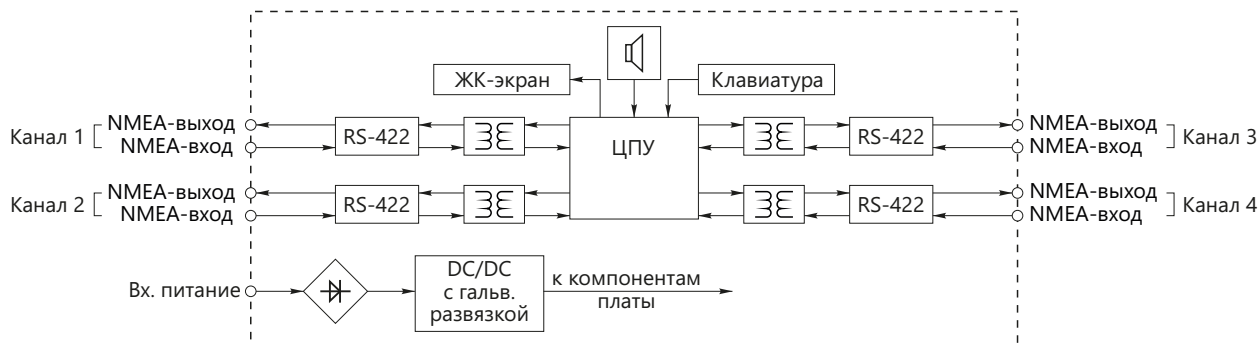 ЖК-экран
Клавиатура
Канал 1
NMEA-выход
NMEA-вход
RS-422
ЦПУ
RS-422
NMEA-выход
NMEA-вход
Канал 3
Канал 2
NMEA-выход
NMEA-вход
RS-422
RS-422
NMEA-выход
NMEA-вход
Канал 4
Вх. питание
DC/DC
с гальв.
развязкой
к компонентам
платы